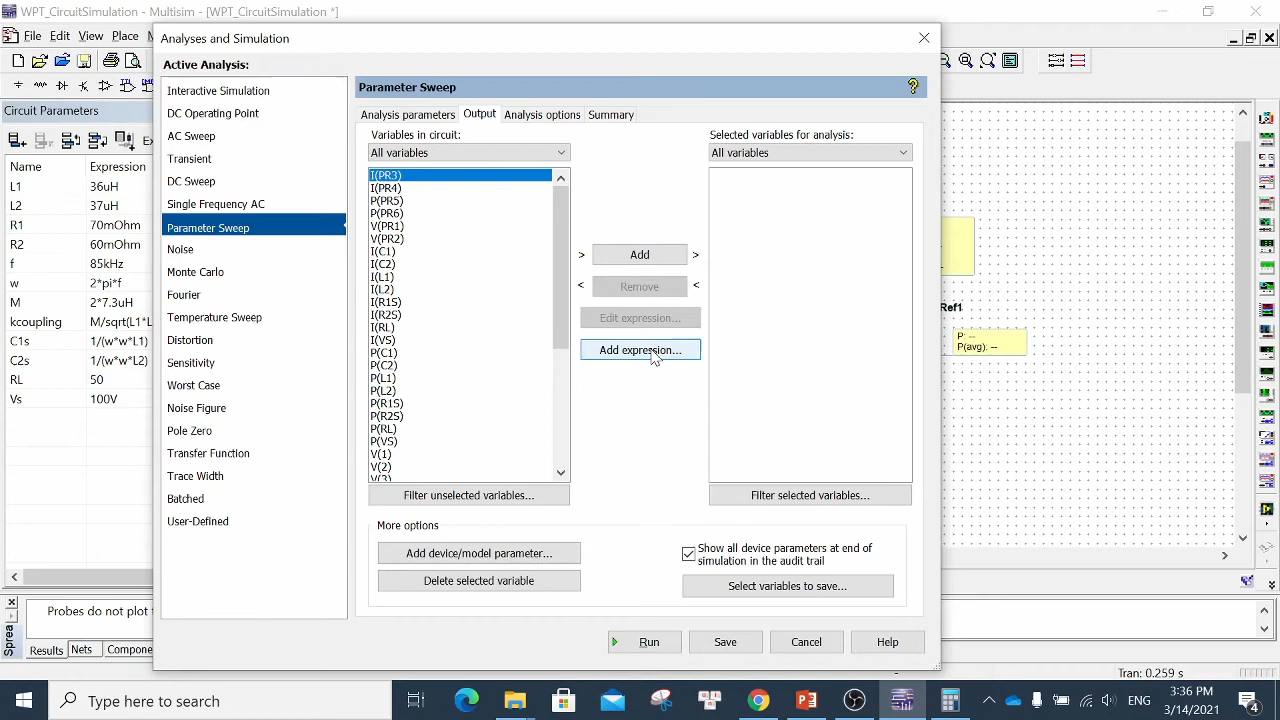 WPT_CircuitSimulation - Multisim - [WPT_CircuitSimulation *]
File Edit View Place
Analyses and Simulation
Active Analysis:
Interactive Simulation
DC Operating Point
AC Sweep
Transient
DC Sweep
Single Frequency AC
Parameter Sweep
Noise
Monte Carlo
Fourier
Temperature Sweep
Distortion
Sensitivity
Worst Case
Noise Figure
Pole Zero
Transfer Function
Trace Width
Batched
User-Defined
Parameter Sweep
Analysis parameters Output Analysis options Summary
Variables in circuit:
All variables
I(PR3)
I(PR4)
P(PR5)
P(PR6)
V(PR1)
V(PR2)
I(C1)
I(C2)
I(L1)
I(L2)
I(R1S)
I(R2S)
I(RL)
I(VS)
P(C1)
P(C2)
P(L1)
P(L2)
P(R1S)
P(R2S)
P(RL)
P(VS)
V(1)
V(2)
V(3)
Filter unselected variables...
> Add >
< Remove <
Edit expression...
Add expression...
Selected variables for analysis:
All variables
Filter selected variables...
More options
Add device/model parameter...
Delete selected variable
Show all device parameters at end of
simulation in the audit trail
Select variables to save...
Run Save Cancel Help
Circuit Parameters
Ex
Name Expression
L1 36uH
L2 37uH
R1 70mOhm
R2 60mOhm
f 85kHz
w 2*pi*f
M 2*7.3uH
kcoupling M/sqrt(L1*L
C1s 1/(w*w*L1)
C2s 1/(w*w*L2)
RL 50
Vs 100V
Ref1
P: --
P(avg): --
Sprea
Probes do not plot t
Results Nets Compone
Tran: 0.259 s
Type here to search
ENG
3:36 PM
3/14/2021